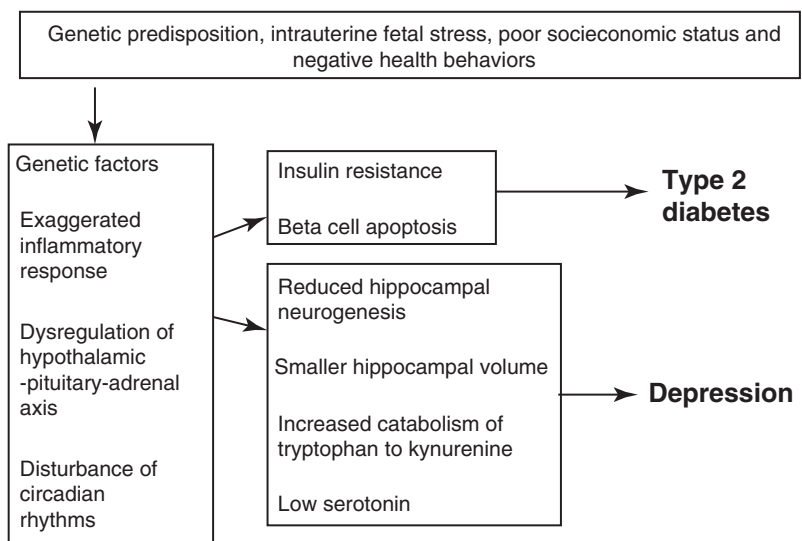 Genetic predisposition, intrauterine fetal stress, poor socieconomic status and
negative health behaviors
Genetic factors
Exaggerated
inflammatory
response
Dysregulation of
hypothalamic
-pituitary-adrenal
axis
Disturbance of
circadian
rhythms
Insulin resistance
Beta cell apoptosis
Type 2
diabetes
Reduced hippocampal
neurogenesis
Smaller hippocampal volume
Increased catabolism of
tryptophan to kynurenine
Low serotonin
Depression